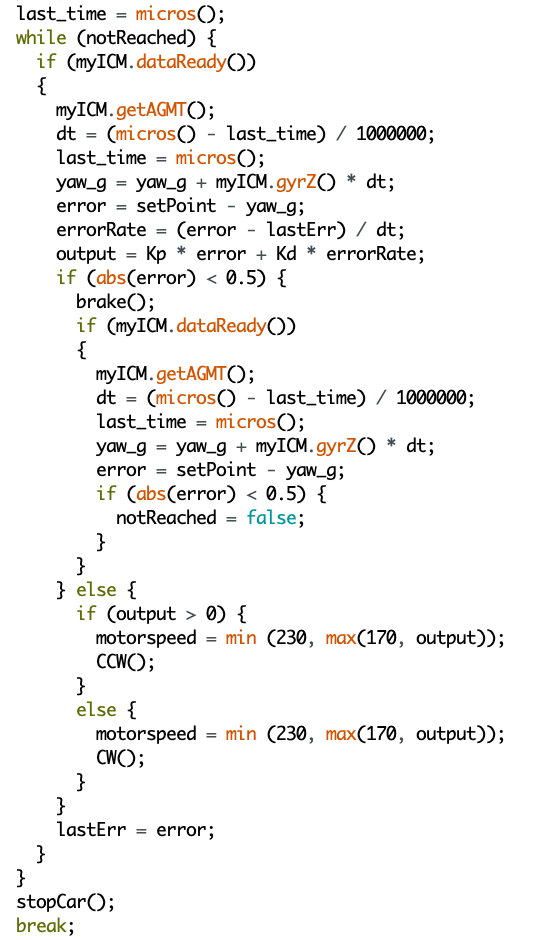 last_time = micros();
while (notReached) {
  if (myICM.dataReady())
  {
    myICM.getAGMT();
    dt = (micros() - last_time) / 1000000;
    last_time = micros();
    yaw_g = yaw_g + myICM.gyrZ() * dt;
    error = setPoint - yaw_g;
    errorRate = (error - lastErr) / dt;
    output = Kp * error + Kd * errorRate;
    if (abs(error) < 0.5) {
      brake();
      if (myICM.dataReady())
      {
        myICM.getAGMT();
        dt = (micros() - last_time) / 1000000;
        last_time = micros();
        yaw_g = yaw_g + myICM.gyrZ() * dt;
        error = setPoint - yaw_g;
        if (abs(error) < 0.5) {
          notReached = false;
        }
      }
    } else {
      if (output > 0) {
        motorspeed = min (230, max(170, output));
        CCW();
      }
      else {
        motorspeed = min (230, max(170, output));
        CW();
      }
    }
    lastErr = error;
  }
}
stopCar();
break;